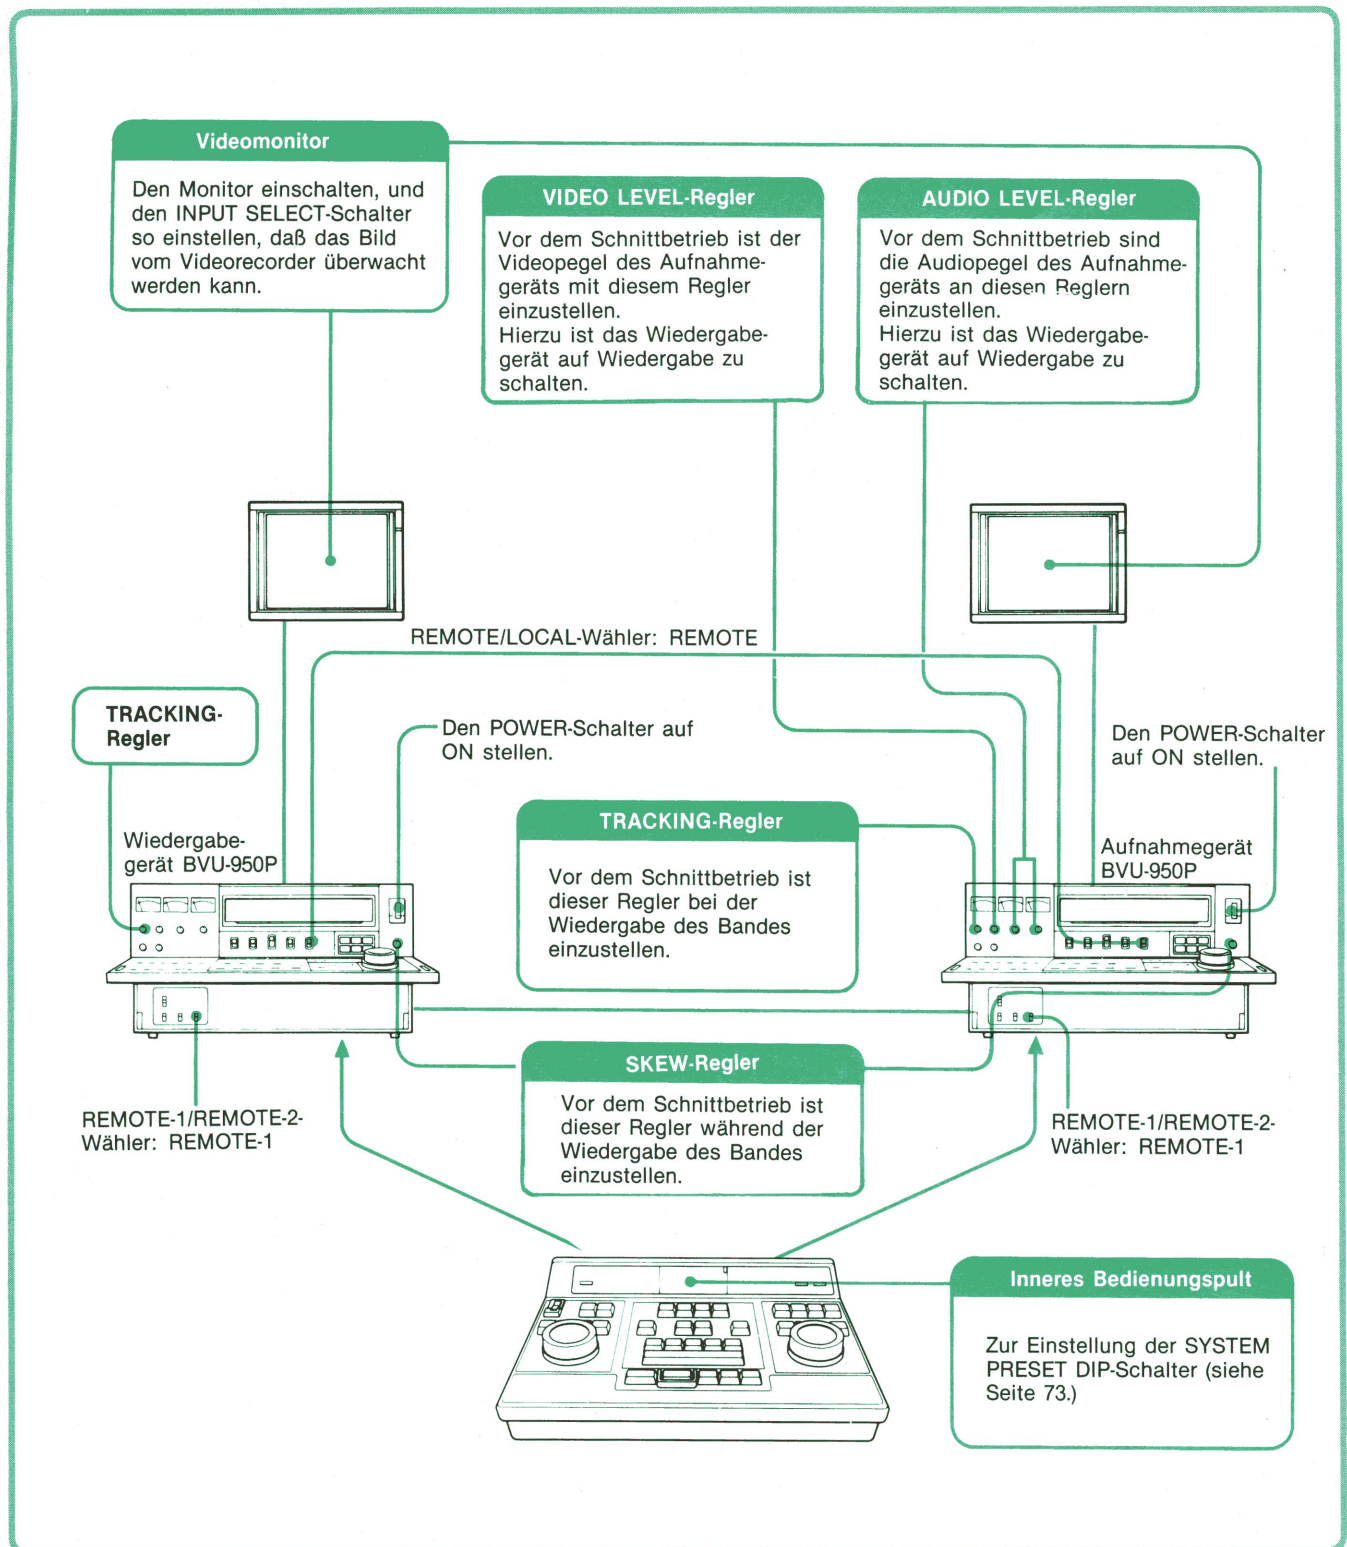 Videomonitor
Den Monitor einschalten, und
den INPUT SELECT-Schalter
so einstellen, daß das Bild
vom Videorecorder überwacht
werden kann.
VIDEO LEVEL-Regler
Vor dem Schnittbetrieb ist der
Videopegel des Aufnahme-
geräts mit diesem Regler
einzustellen.
Hierzu ist das Wiedergabe-
gerät auf Wiedergabe zu
schalten.
AUDIO LEVEL-Regler
Vor dem Schnittbetrieb sind
die Audiopegel des Aufnahme-
geräts an diesen Reglern
einzustellen.
Hierzu ist das Wiedergabe-
gerät auf Wiedergabe zu
schalten.
REMOTE/LOCAL-Wähler: REMOTE
TRACKING-
Regler
Den POWER-Schalter auf
ON stellen.
Den POWER-Schalter
auf ON stellen.
Wiedergabe-
gerät BVU-950P
TRACKING-Regler
Vor dem Schnittbetrieb ist
dieser Regler bei der
Wiedergabe des Bandes
einzustellen.
Aufnahmegerät
BVU-950P
SKEW-Regler
Vor dem Schnittbetrieb ist
dieser Regler während der
Wiedergabe des Bandes
einzustellen.
REMOTE-1/REMOTE-2-
Wähler: REMOTE-1
REMOTE-1/REMOTE-2-
Wähler: REMOTE-1
Inneres Bedienungspult
Zur Einstellung der SYSTEM
PRESET DIP-Schalter (siehe
Seite 73.)